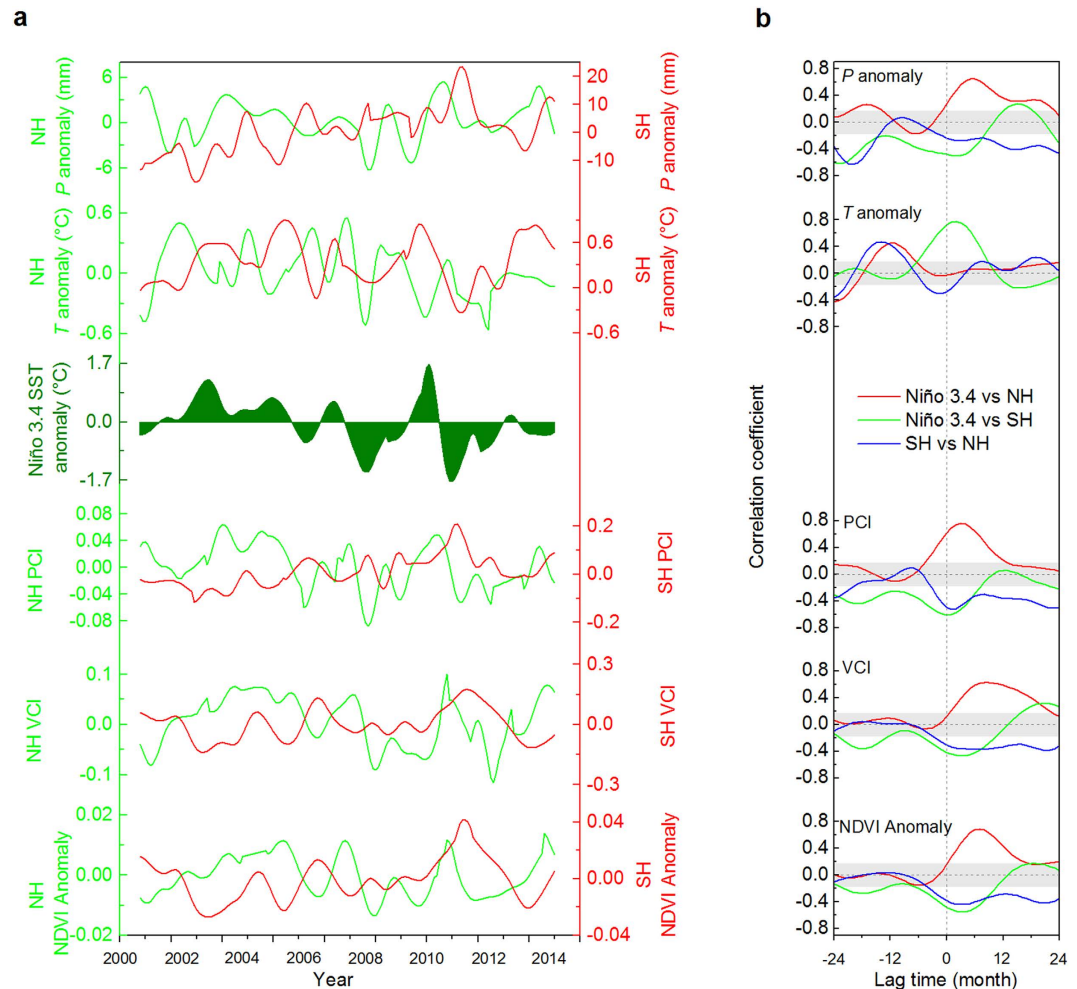 a
NH
P anomaly (mm)
6
0
-6
20
10
0
-10
SH
P anomaly (mm)
NH
T anomaly (°C)
0.6
0.0
-0.6
0.6
0.0
-0.6
SH
T anomaly (°C)
Niño 3.4 SST
anomaly (°C)
1.7
0.0
-1.7
NH PCI
0.08
0.04
0.00
-0.04
-0.08
0.2
0.0
-0.2
SH PCI
NH VCI
0.1
0.0
-0.1
0.3
0.0
-0.3
SH VCI
NH
NDVI Anomaly
0.02
0.00
-0.02
0.04
0.00
-0.04
SH
NDVI Anomaly
2000 2002 2004 2006 2008 2010 2012 2014
Year
b
Correlation coefficient
P anomaly
0.8
0.4
0.0
-0.4
-0.8
T anomaly
0.8
0.4
0.0
-0.4
-0.8
Niño 3.4 vs NH
Niño 3.4 vs SH
SH vs NH
PCI
0.8
0.4
0.0
-0.4
-0.8
VCI
0.8
0.4
0.0
-0.4
-0.8
NDVI Anomaly
0.8
0.4
0.0
-0.4
-0.8
-24 -12 0 12 24
Lag time (month)